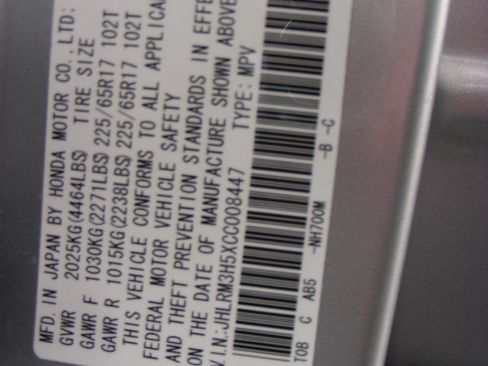 MFD. IN JAPAN BY HONDA MOTOR CO., LTD:
GVWR 2025KG(4464LBS) TIRE SIZE
GAWR F 1030KG(2271LBS) 225/65R17 102T
GAWR R 1015KG(2238LBS) 225/65R17 102T
THIS VEHICLE CONFORMS TO ALL APPLICA
FEDERAL MOTOR VEHICLE SAFETY
AND THEFT PREVENTION STANDARDS IN EFFE
ON THE DATE OF MANUFACTURE SHOWN ABOVE
V.I.N.:JHLRM3H5XCC008447 TYPE: MPV
-NH700M -B -C
TOB C AB5